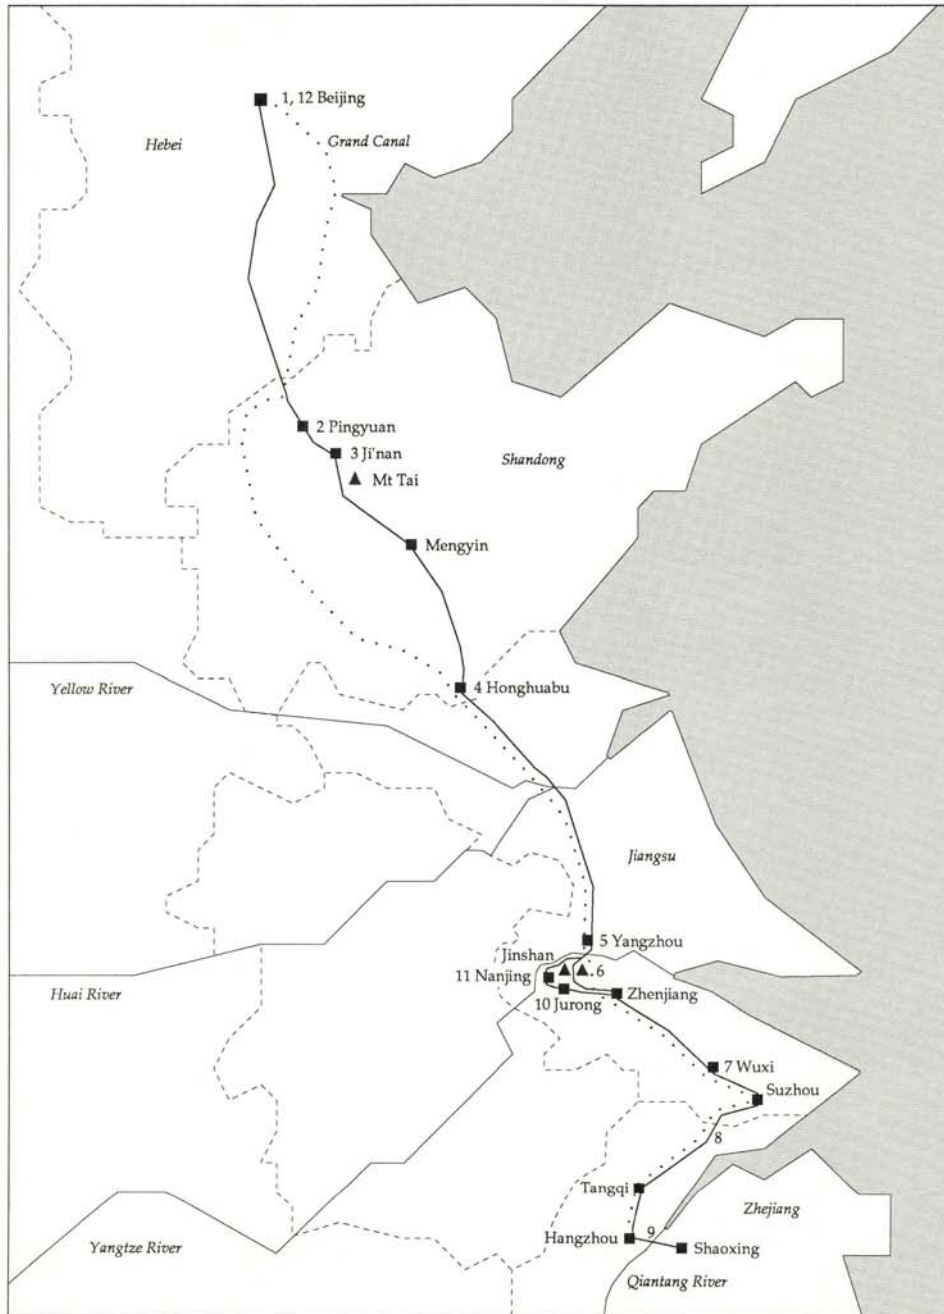 1, 12 Beijing
Hebei
Grand Canal
2 Pingyuan
3 Ji'nan
Shandong
Mt Tai
Mengyin
Yellow River
4 Honghuabu
Jiangsu
5 Yangzhou
Jinshan
6
11 Nanjing
Huai River
Zhenjiang
10 Jurong
7 Wuxi
Suzhou
8
Tangqi
Zhejiang
9
Hangzhou
Yangtze River
Shaoxing
Qiantang River